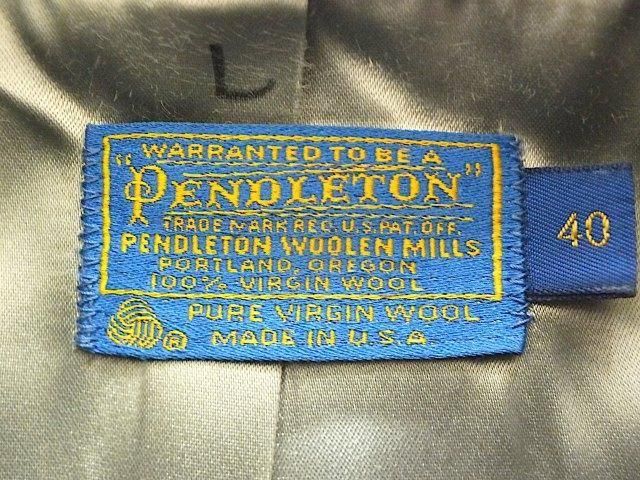 L
WARRANTED TO BE A
"PENDLETON"
TRADE MARK REG. U.S. PAT. OFF.
PENDLETON WOOLEN MILLS
PORTLAND, OREGON
100% VIRGIN WOOL
PURE VIRGIN WOOL
® MADE IN U.S.A.
40